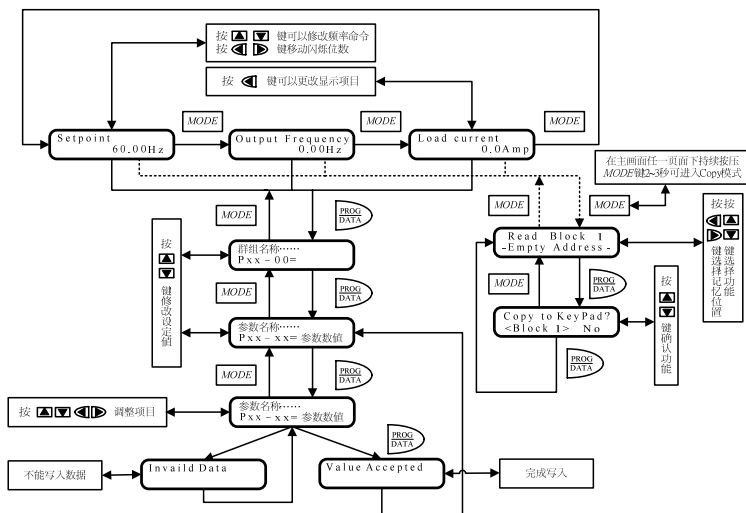 按 键可以修改频率命令
按 键移动闪烁位数
按 键可以更改显示项目
MODE
MODE
MODE
Setpoint
60.00Hz
Output Frequency
0.00Hz
Load current
0.0Amp
在主画面任一页面下持续按压
MODE键2~3秒可进入Copy模式
MODE
PROG
DATA
MODE
MODE
群组名称……
Pxx-00=
Read Block 1
-Empty Address-
按 键修改设定值
MODE
PROG
DATA
MODE
PROG
DATA
按 键选择功能
按 键选择记忆位置
参数名称……
Pxx-xx= 参数数值
Copy to KeyPad?
<Block 1> No
按 键确认功能
MODE
PROG
DATA
PROG
DATA
按 调整项目
参数名称……
Pxx-xx= 参数数值
PROG
DATA
不能写入数据
Invaild Data
Value Accepted
完成写入